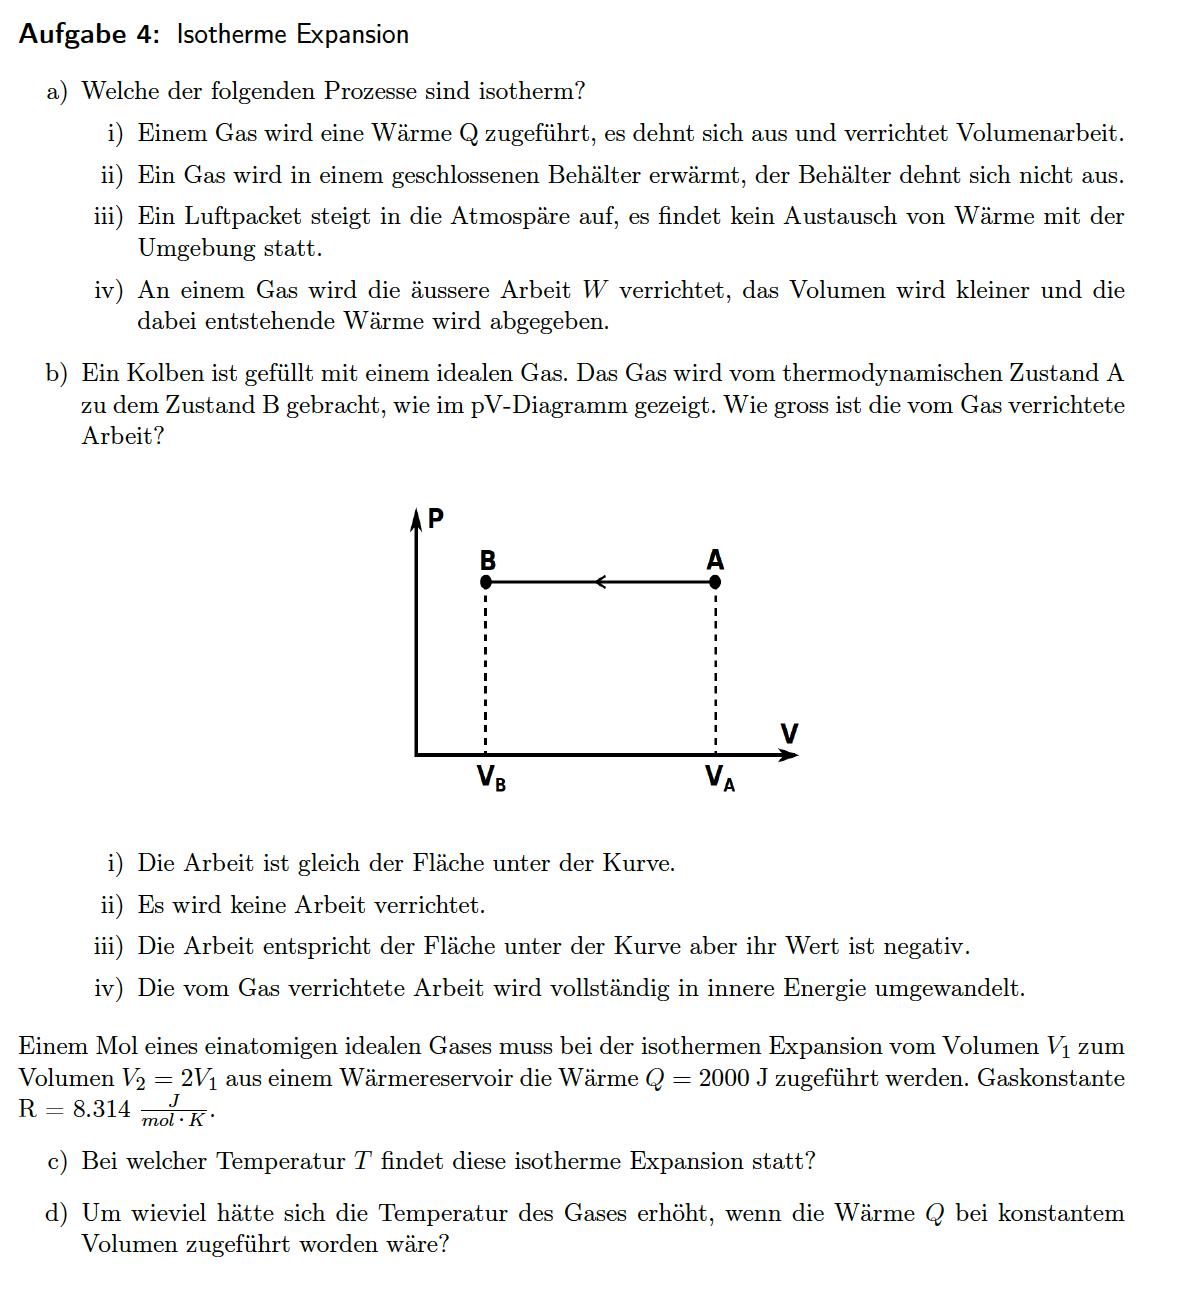 Aufgabe 4: Isotherme Expansion
a) Welche der folgenden Prozesse sind isotherm?
i) Einem Gas wird eine Wärme Q zugeführt, es dehnt sich aus und verrichtet Volumenarbeit.
ii) Ein Gas wird in einem geschlossenen Behälter erwärmt, der Behälter dehnt sich nicht aus.
iii) Ein Luftpacket steigt in die Atmospäre auf, es findet kein Austausch von Wärme mit der
Umgebung statt.
iv) An einem Gas wird die äussere Arbeit W verrichtet, das Volumen wird kleiner und die
dabei entstehende Wärme wird abgegeben.
b) Ein Kolben ist gefüllt mit einem idealen Gas. Das Gas wird vom thermodynamischen Zustand A
zu dem Zustand B gebracht, wie im pV-Diagramm gezeigt. Wie gross ist die vom Gas verrichtete
Arbeit?
P
B A
V
V_B V_A
i) Die Arbeit ist gleich der Fläche unter der Kurve.
ii) Es wird keine Arbeit verrichtet.
iii) Die Arbeit entspricht der Fläche unter der Kurve aber ihr Wert ist negativ.
iv) Die vom Gas verrichtete Arbeit wird vollständig in innere Energie umgewandelt.
Einem Mol eines einatomigen idealen Gases muss bei der isothermen Expansion vom Volumen V₁ zum
Volumen V₂ = 2V₁ aus einem Wärmereservoir die Wärme Q = 2000 J zugeführt werden. Gaskonstante
R = 8.314 J/(mol · K).
c) Bei welcher Temperatur T findet diese isotherme Expansion statt?
d) Um wieviel hätte sich die Temperatur des Gases erhöht, wenn die Wärme Q bei konstantem
Volumen zugeführt worden wäre?